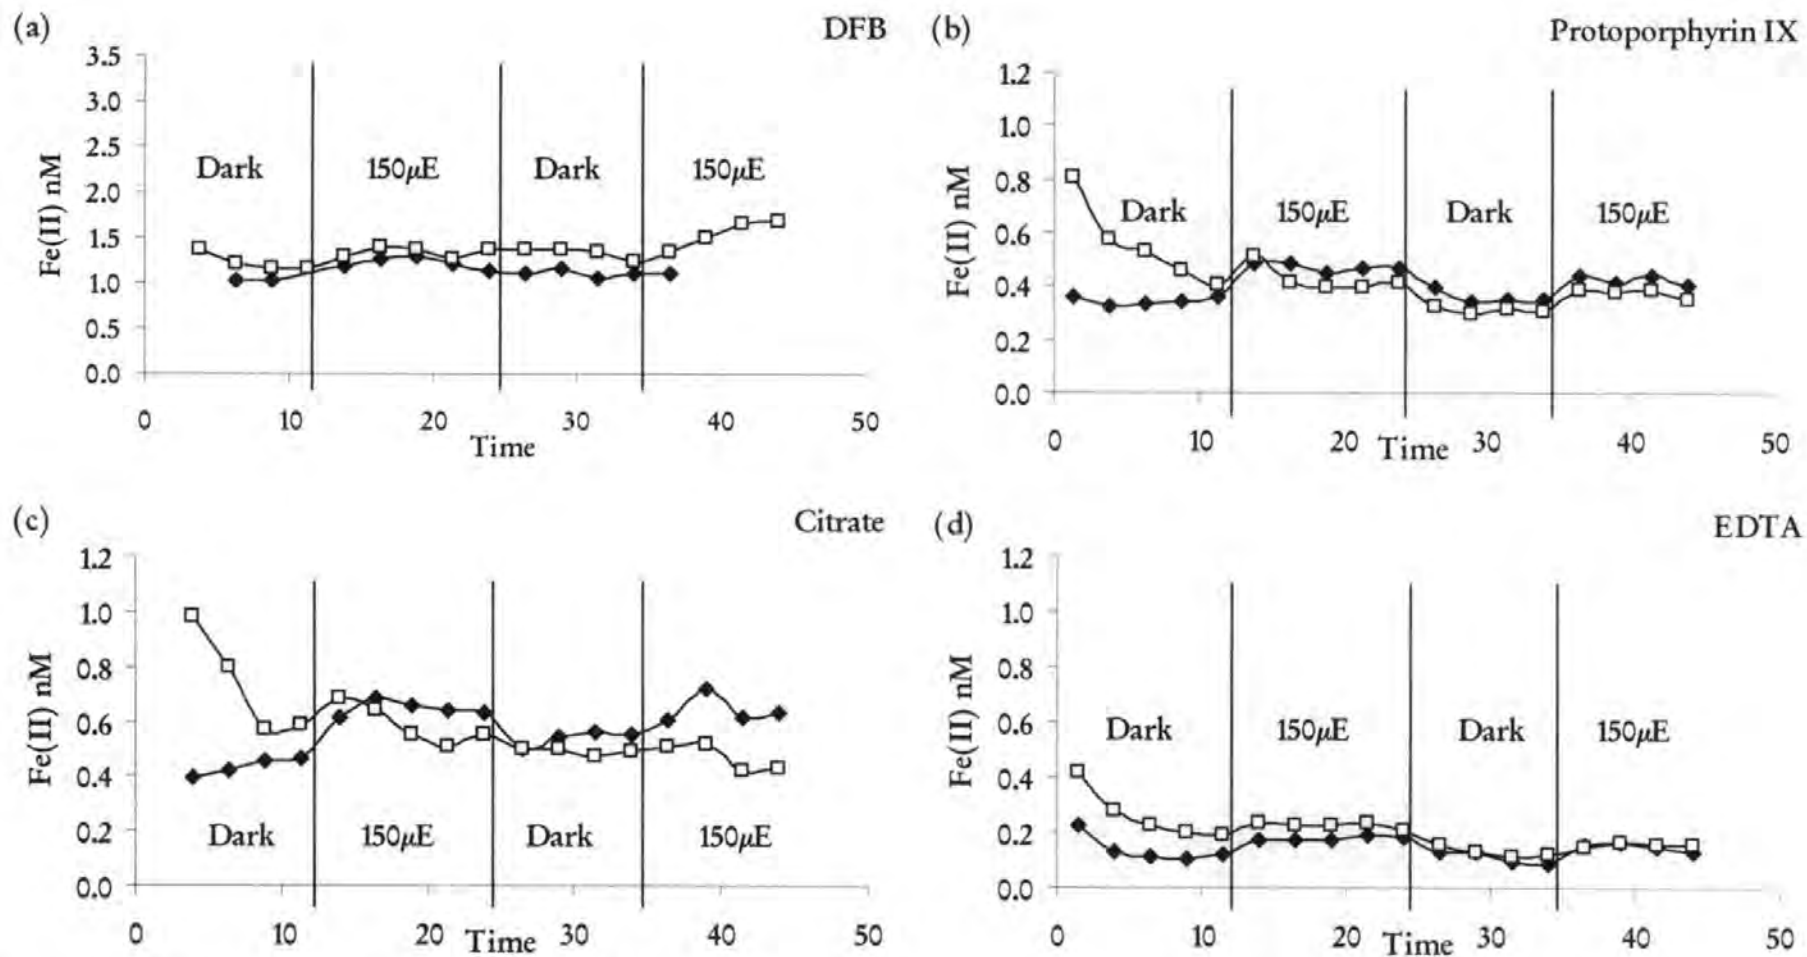 (a) DFB
3.5
3.0
2.5
2.0
1.5
1.0
0.5
0.0
Fe(II) nM
Dark 150μE Dark 150μE
0 10 20 30 40 50
Time
(b) Protoporphyrin IX
1.2
1.0
0.8
0.6
0.4
0.2
0.0
Fe(II) nM
Dark 150μE Dark 150μE
0 10 20 30 40 50
Time
(c) Citrate
1.2
1.0
0.8
0.6
0.4
0.2
0.0
Fe(II) nM
Dark 150μE Dark 150μE
0 10 20 30 40 50
Time
(d) EDTA
1.2
1.0
0.8
0.6
0.4
0.2
0.0
Fe(II) nM
Dark 150μE Dark 150μE
0 10 20 30 40 50
Time